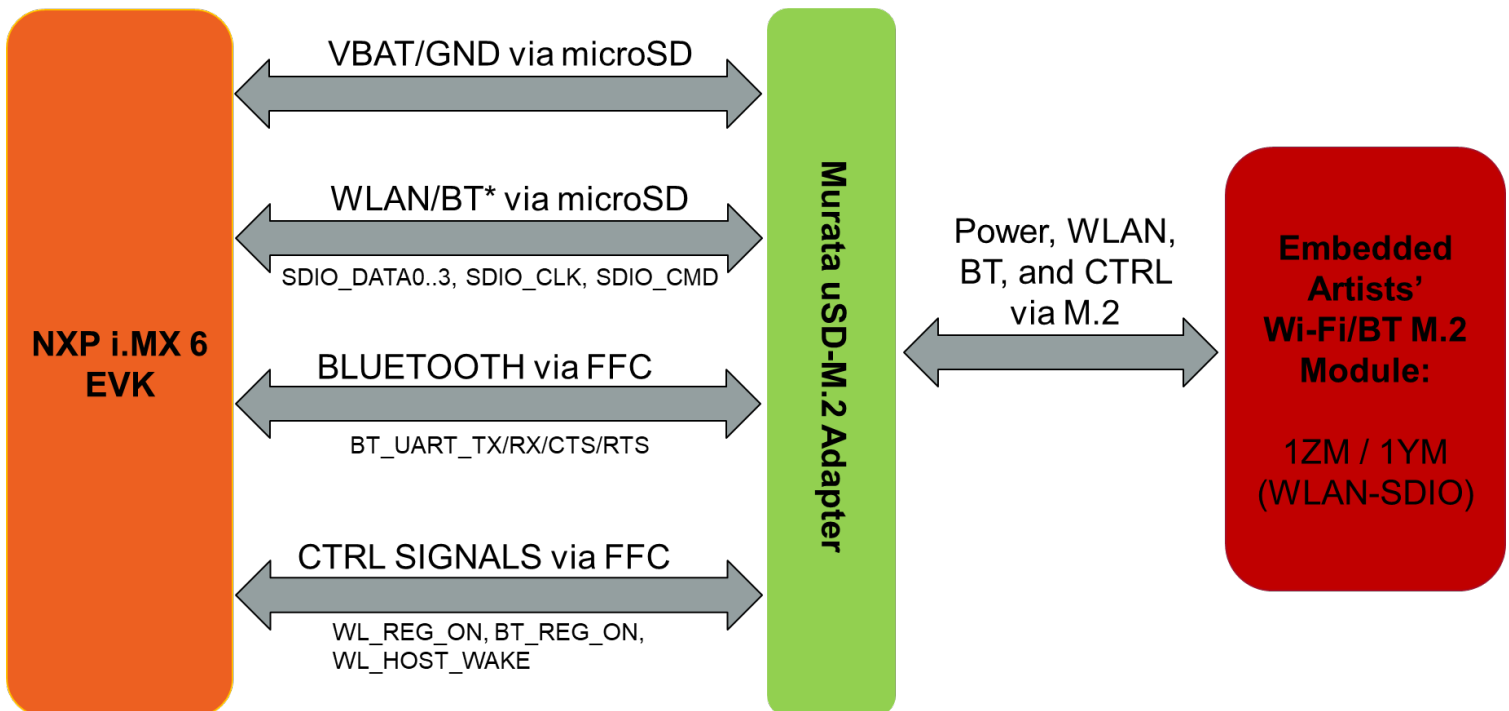 NXP i.MX 6
EVK
VBAT/GND via microSD
WLAN/BT* via microSD
SDIO_DATA0..3, SDIO_CLK, SDIO_CMD
BLUETOOTH via FFC
BT_UART_TX/RX/CTS/RTS
CTRL SIGNALS via FFC
WL_REG_ON, BT_REG_ON,
WL_HOST_WAKE
Murata uSD-M.2 Adapter
Power, WLAN,
BT, and CTRL
via M.2
Embedded
Artists’
Wi-Fi/BT M.2
Module:
1ZM / 1YM
(WLAN-SDIO)